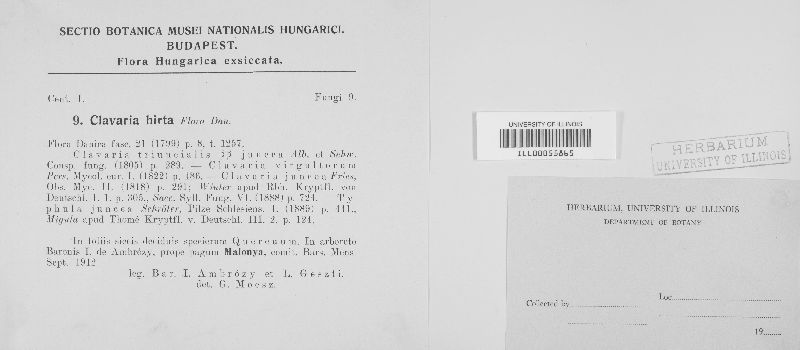 SECTIO BOTANICA MUSEI NATIONALIS HUNGARICI.
BUDAPEST.
Flora Hungarica exsiccata.
Cent. I.
Fungi 9.
9. Clavaria hirta Flora Dan.
Flora Danica fasc. 21 (1799) p. 8, t. 1257.
Clavaria triuncialis β juncea Alb. et Schw.
Consp. fung. (1805) p. 289. — Clavaria virgultorum
Pers. Mycol. eur. I. (1822) p. 186. — Clavaria juncea Fries,
Obs. Myc. II. (1818) p. 291; Winter apud Rbh. Kryptfl. von
Deutschl. I. 1. p. 305., Sacc. Syll. Fung. VI. (1888) p. 724. — Ty-
phula juncea Schröter, Pilze Schlesiens, I. (1889) p. 441.,
Migula apud Thomé Kryptfl. v. Deutschl. III. 2. p. 124.
In foliis siccis deciduis specierum Quercuum. In arboreto
Baronis I. de Ambrózy, prope pagum Malonya, comit. Bars. Mens.
Sept. 1912
leg. Bar. I. Ambrózy et L. Geszti.
det. G. Moesz.
UNIVERSITY OF ILLINOIS
ILL00055865
HERBARIUM
UNIVERSITY OF ILLINOIS
HERBARIUM, UNIVERSITY OF ILLINOIS
DEPARTMENT OF BOTANY
Loc.
Collected by
19